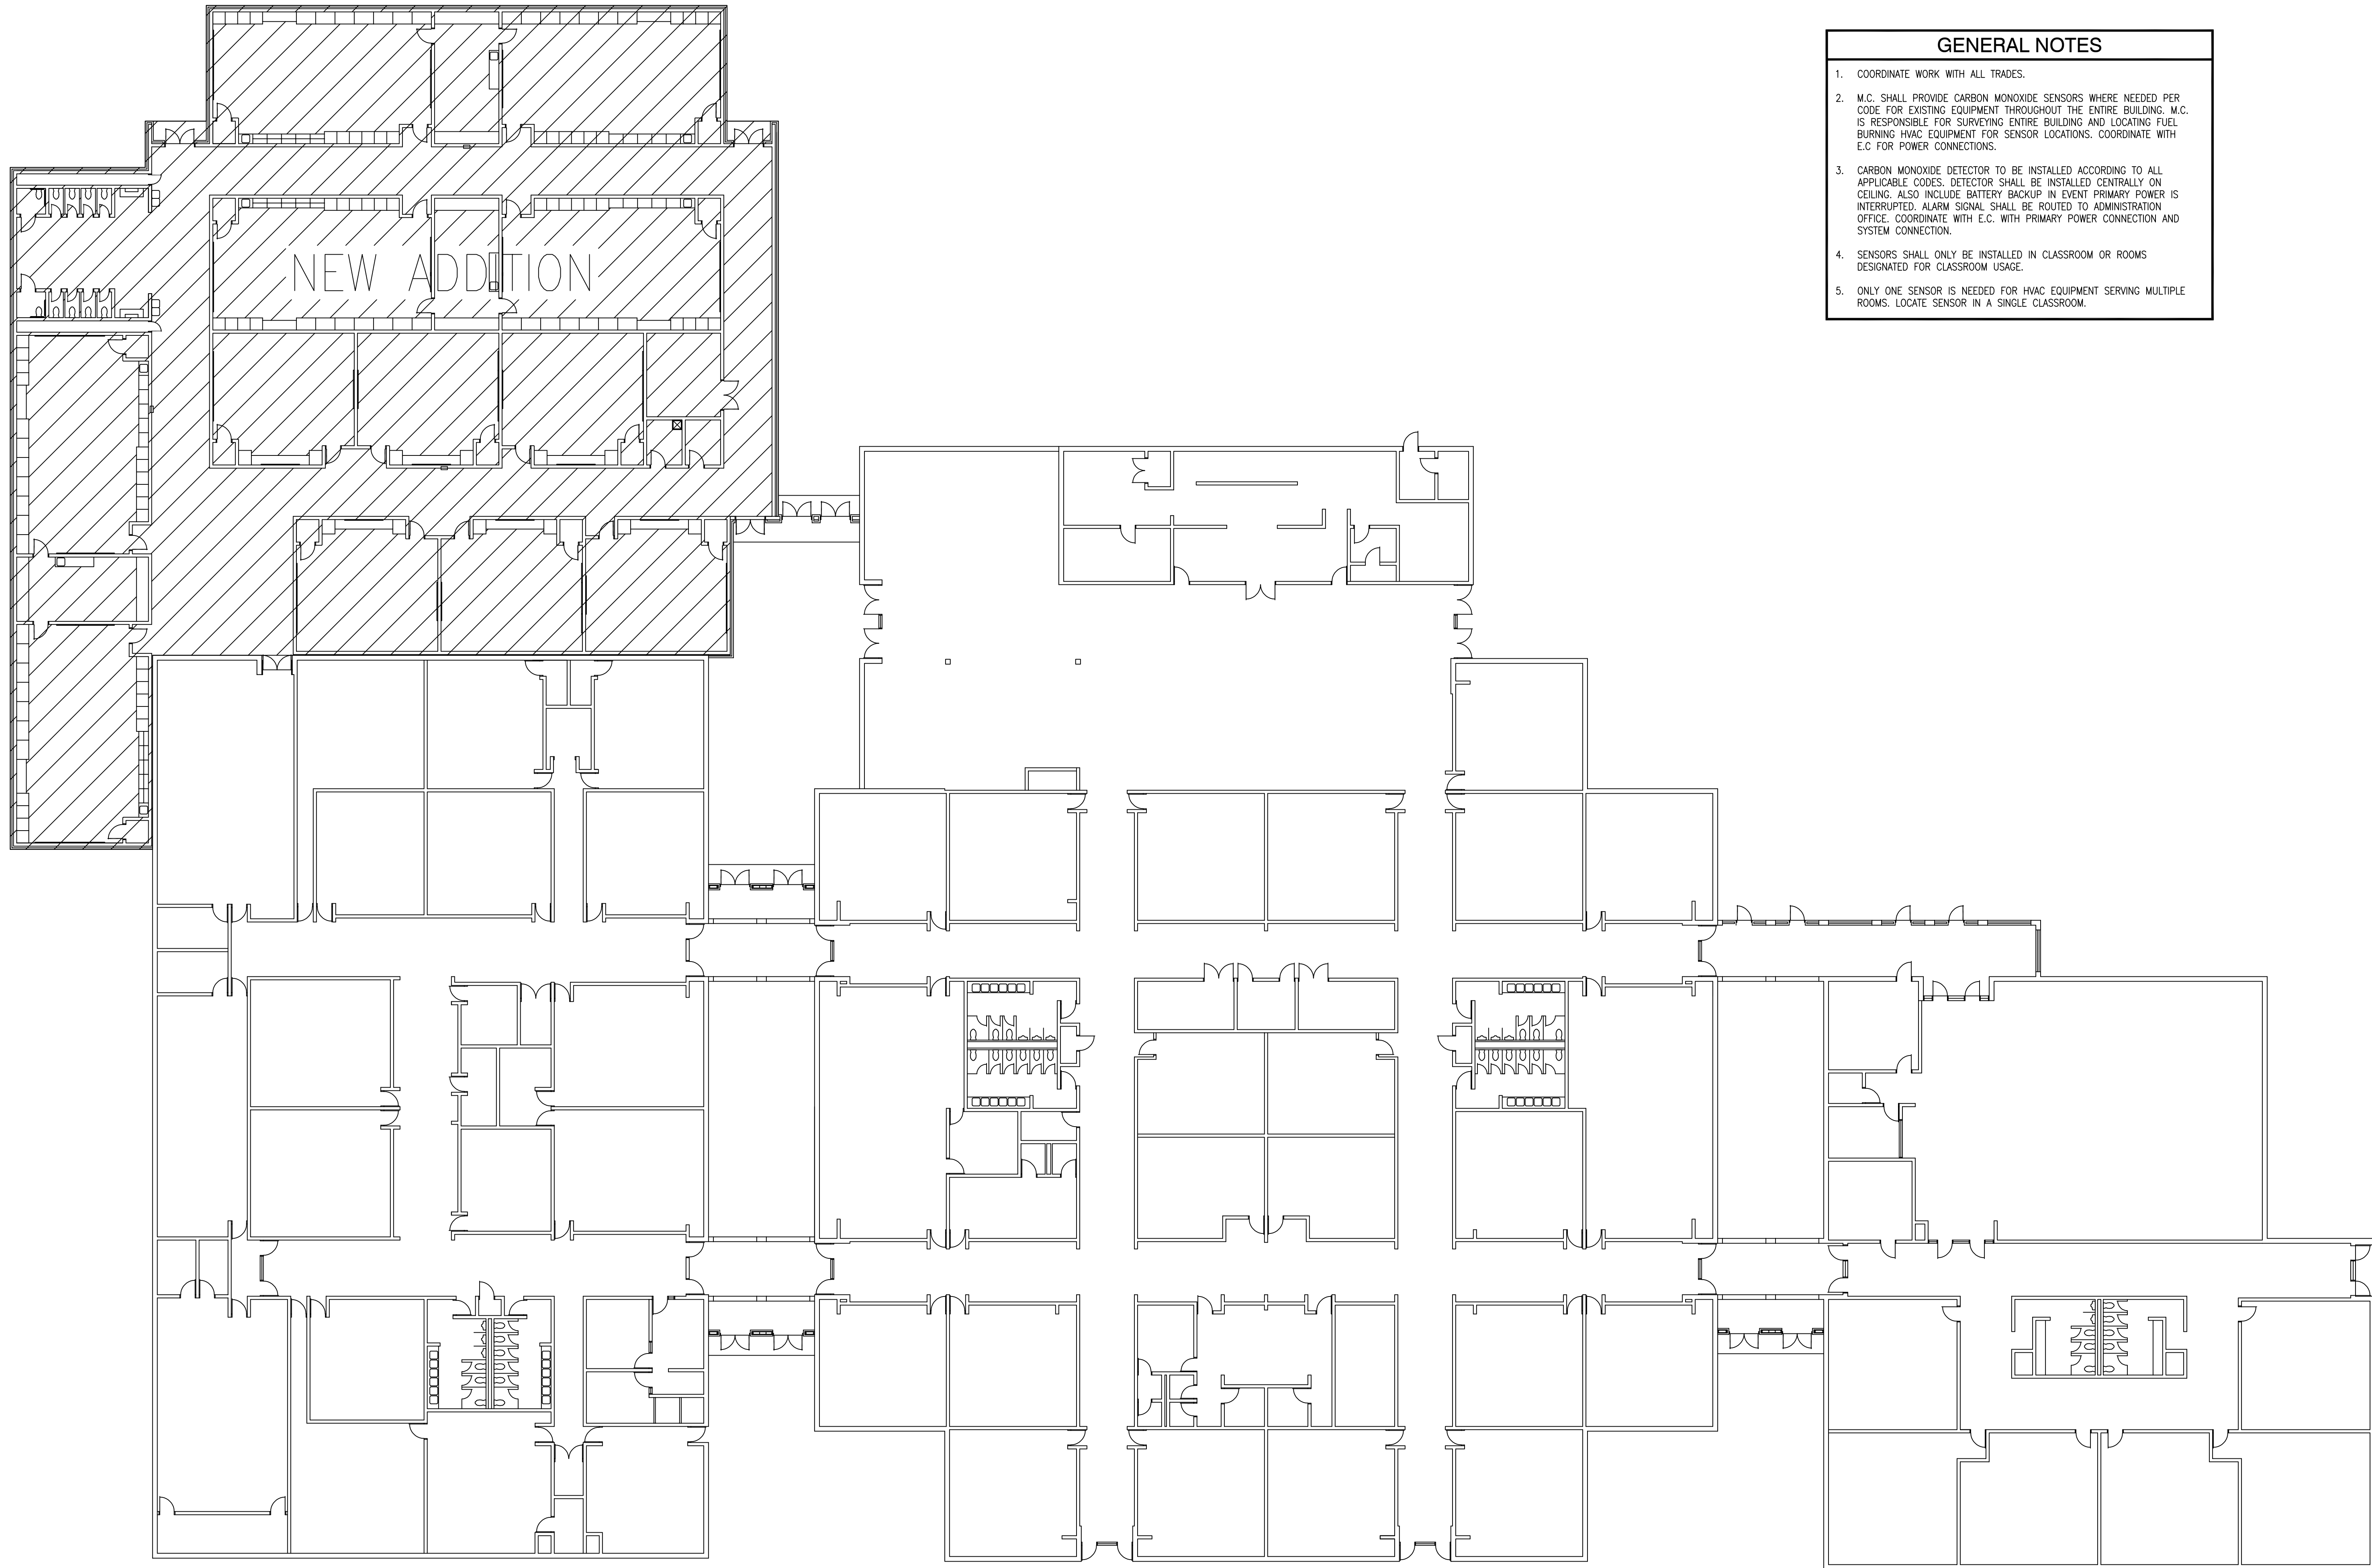 GENERAL NOTES
1. COORDINATE WORK WITH ALL TRADES.
2. M.C. SHALL PROVIDE CARBON MONOXIDE SENSORS WHERE NEEDED PER
CODE FOR EXISTING EQUIPMENT THROUGHOUT THE ENTIRE BUILDING. M.C.
IS RESPONSIBLE FOR SURVEYING ENTIRE BUILDING AND LOCATING FUEL
BURNING HVAC EQUIPMENT FOR SENSOR LOCATIONS. COORDINATE WITH
E.C FOR POWER CONNECTIONS.
3. CARBON MONOXIDE DETECTOR TO BE INSTALLED ACCORDING TO ALL
APPLICABLE CODES. DETECTOR SHALL BE INSTALLED CENTRALLY ON
CEILING. ALSO INCLUDE BATTERY BACKUP IN EVENT PRIMARY POWER IS
INTERRUPTED. ALARM SIGNAL SHALL BE ROUTED TO ADMINISTRATION
OFFICE. COORDINATE WITH E.C. WITH PRIMARY POWER CONNECTION AND
SYSTEM CONNECTION.
4. SENSORS SHALL ONLY BE INSTALLED IN CLASSROOM OR ROOMS
DESIGNATED FOR CLASSROOM USAGE.
5. ONLY ONE SENSOR IS NEEDED FOR HVAC EQUIPMENT SERVING MULTIPLE
ROOMS. LOCATE SENSOR IN A SINGLE CLASSROOM.
NEW ADDITION